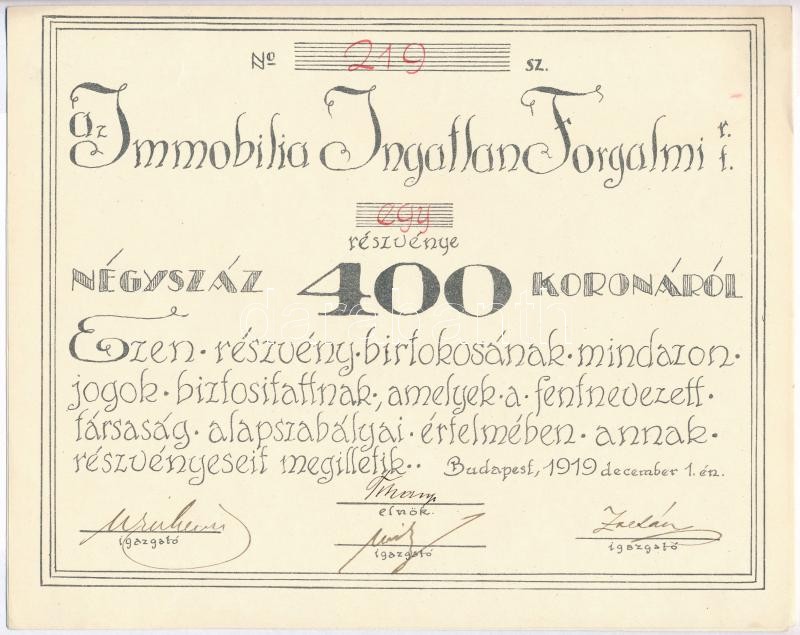 No 219 sz.
az Immobilia Ingatlan Forgalmi r. t.
egy
részvénye
NÉGYSZÁZ 400 KORONÁRÓL
Ezen · részvény · birtokosának · mindazon ·
jogok · biztosittattnak ·, amelyek · a · fentnevezett ·
társaság · alapszabályai · értelmében · annak ·
részvényeseit megilletik ·· Budapest, 1919 december 1. én.
elnök.
igazgató
igazgató
igazgató